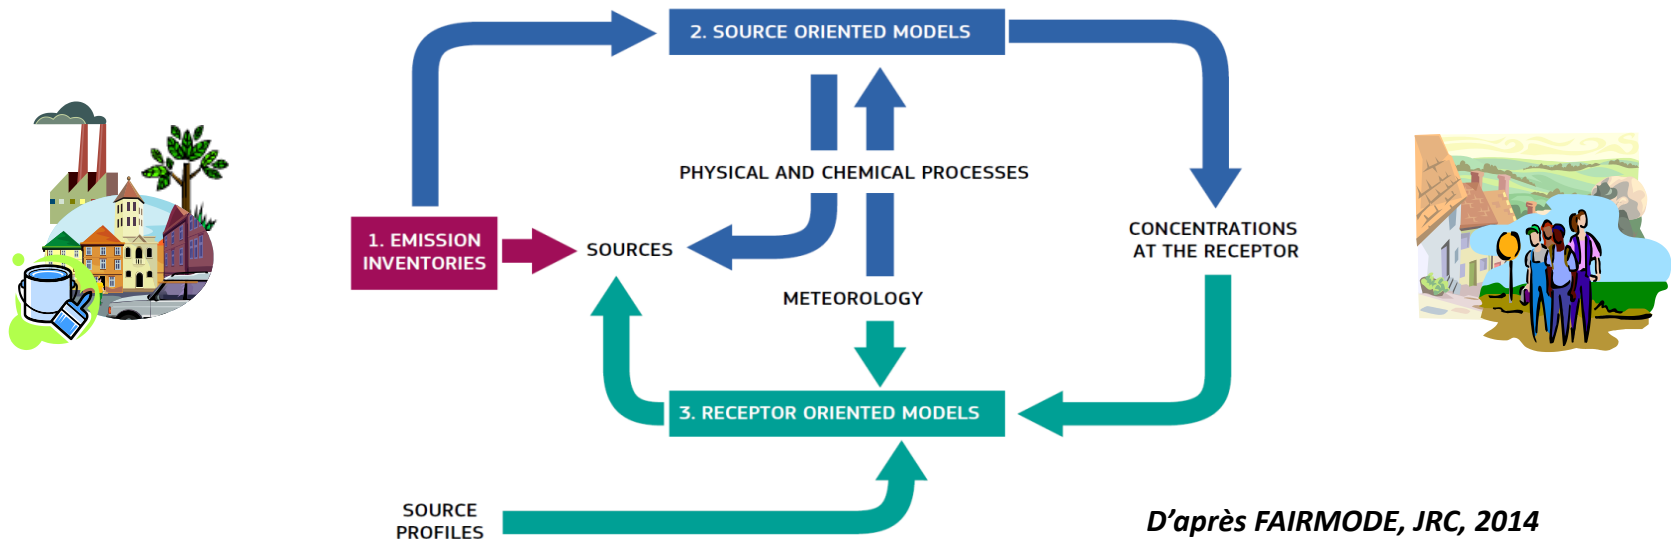 2. SOURCE ORIENTED MODELS
PHYSICAL AND CHEMICAL PROCESSES
1. EMISSION
INVENTORIES
SOURCES
CONCENTRATIONS
AT THE RECEPTOR
METEOROLOGY
3. RECEPTOR ORIENTED MODELS
SOURCE
PROFILES
D’après FAIRMODE, JRC, 2014